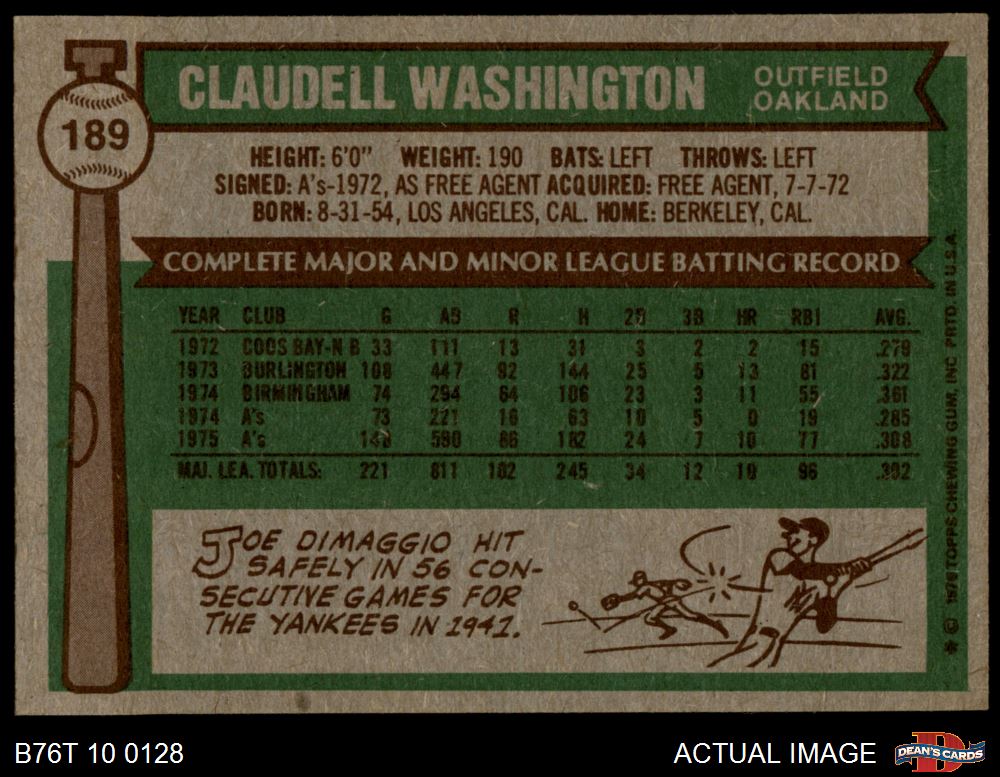 189
CLAUDELL WASHINGTON
OUTFIELD
OAKLAND
HEIGHT: 6'0" WEIGHT: 190 BATS: LEFT THROWS: LEFT
SIGNED: A's-1972, AS FREE AGENT ACQUIRED: FREE AGENT, 7-7-72
BORN: 8-31-54, LOS ANGELES, CAL. HOME: BERKELEY, CAL.
COMPLETE MAJOR AND MINOR LEAGUE BATTING RECORD
YEAR CLUB G AB R H 2B 3B HR RBI AVG.
1972 COOS BAY-N B 33 111 13 31 3 2 2 15 .279
1973 BURLINGTON 108 447 92 144 25 5 13 81 .322
1974 BIRMINGHAM 74 294 64 106 23 3 11 55 .361
1974 A's 73 221 16 63 10 5 0 19 .285
1975 A's 148 590 86 182 24 7 10 77 .308
MAJ. LEA. TOTALS: 221 811 102 245 34 12 10 96 .302
JOE DIMAGGIO HIT
SAFELY IN 56 CON-
SECUTIVE GAMES FOR
THE YANKEES IN 1941.
* © 1976 TOPPS CHEWING GUM, INC PRTD. IN U.S.A.
B76T 10 0128
ACTUAL IMAGE
D
DEAN'S CARDS